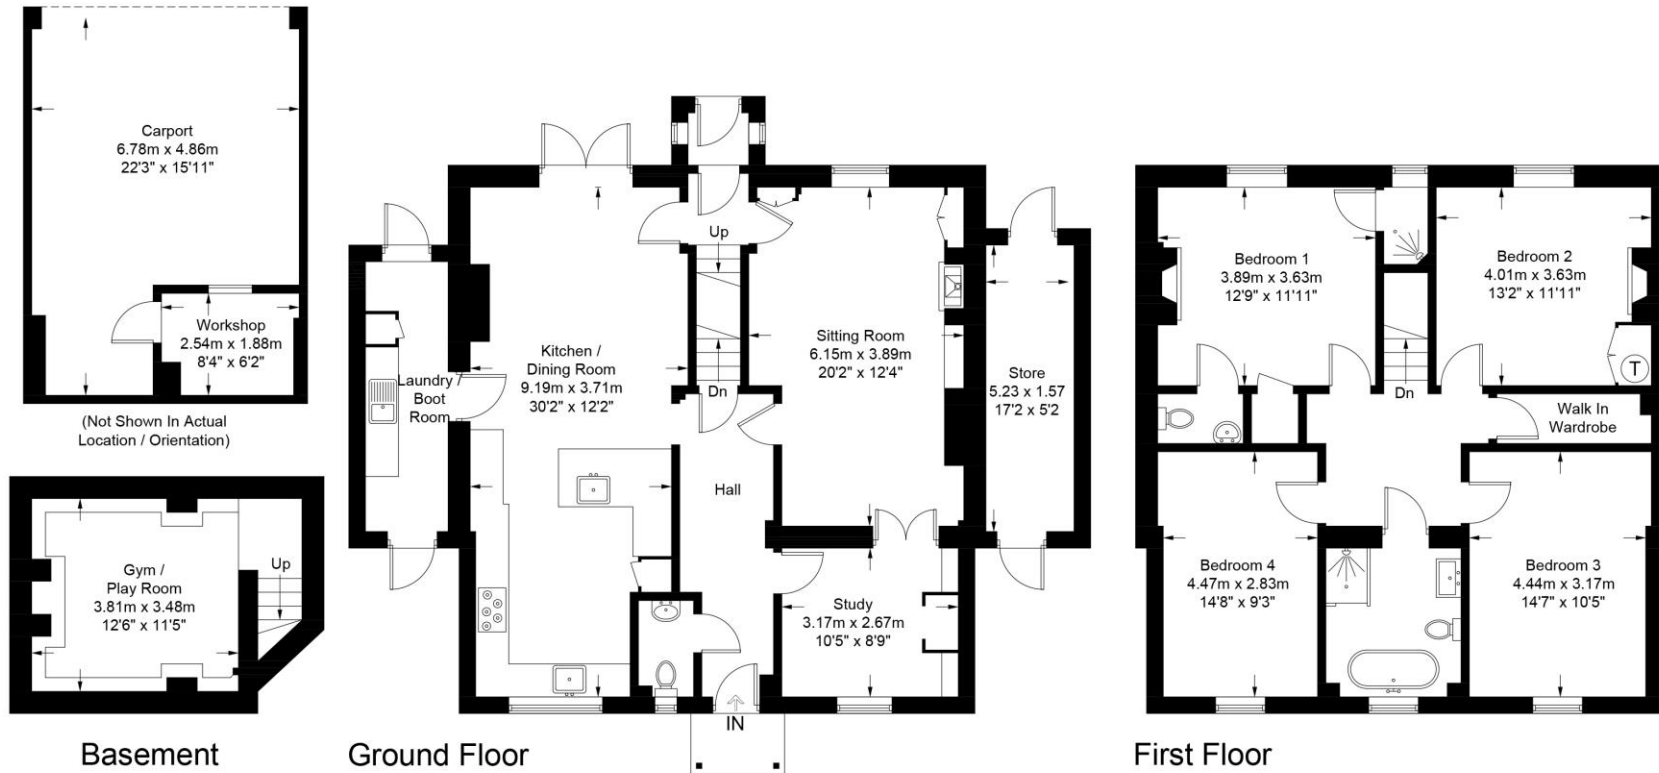 Carport
6.78m x 4.86m
22'3" x 15'11"
Workshop
2.54m x 1.88m
8'4" x 6'2"
(Not Shown In Actual
Location / Orientation)
Gym /
Play Room
3.81m x 3.48m
12'6" x 11'5"
Up
Basement
Laundry /
Boot
Room
Kitchen /
Dining Room
9.19m x 3.71m
30'2" x 12'2"
Up
Dn
Hall
Sitting Room
6.15m x 3.89m
20'2" x 12'4"
Store
5.23 x 1.57
17'2 x 5'2
Study
3.17m x 2.67m
10'5" x 8'9"
IN
Ground Floor
Bedroom 1
3.89m x 3.63m
12'9" x 11'11"
Bedroom 2
4.01m x 3.63m
13'2" x 11'11"
T
Dn
Walk In
Wardrobe
Bedroom 4
4.47m x 2.83m
14'8" x 9'3"
Bedroom 3
4.44m x 3.17m
14'7" x 10'5"
First Floor